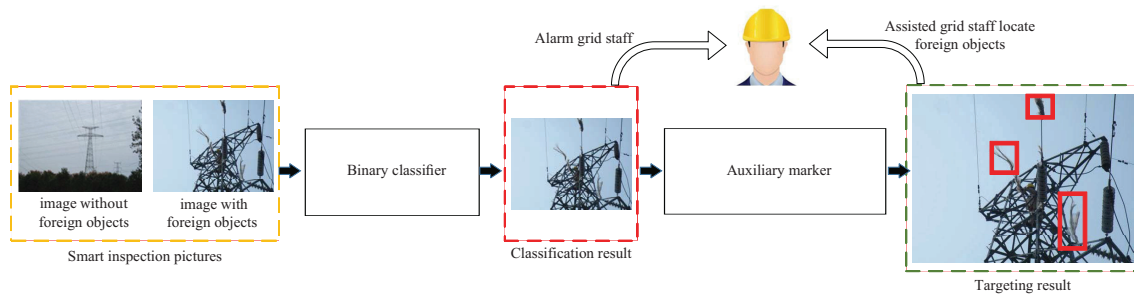 Alarm grid staff
Assisted grid staff locate
foreign objects
image without
foreign objects
image with
foreign objects
Smart inspection pictures
Binary classifier
Classification result
Auxiliary marker
Targeting result